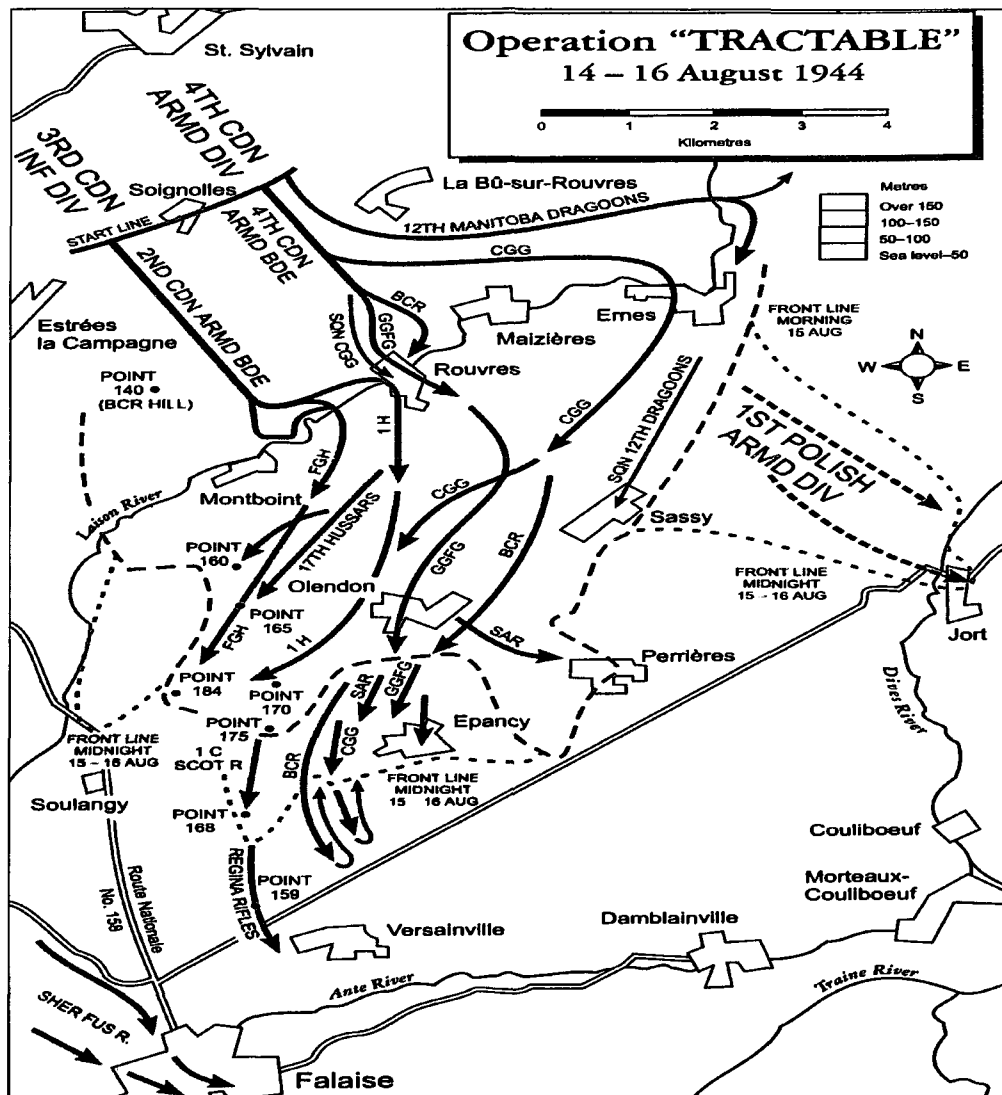 Operation "TRACTABLE"
14 – 16 August 1944
0 1 2 3 4
Kilometres
St. Sylvain
4TH CDN
ARMD DIV
3RD CDN
INF DIV
Soignolles
START LINE
La Bû-sur-Rouvres
12TH MANITOBA DRAGOONS
Metres
Over 150
100–150
50–100
Sea level–50
4TH CDN
ARMD BDE
CGG
2ND CDN ARMD BDE
BCR
GGFG
SQN CGG
Maizières
Ernes
FRONT LINE
MORNING
15 AUG
Estrées
la Campagne
N
W E
S
POINT
140
(BCR HILL)
Rouvres
1 H
CGG
SQN 12TH DRAGOONS
1ST POLISH
ARMD DIV
FGH
Montboint
Laison River
17TH HUSSARS
CGG
GGFG
BCR
Sassy
POINT
160
Olendon
FRONT LINE
MIDNIGHT
15 – 16 AUG
POINT
165
FGH
1 H
SAR
Jort
Perrières
POINT
184
POINT
170
SAR
GGFG
Dives River
POINT
175
Epancy
FRONT LINE
MIDNIGHT
15 – 16 AUG
1 C
SCOT R
BCR
CGG
FRONT LINE
MIDNIGHT
15 16 AUG
Soulangy
POINT
168
Couliboeuf
REGINA RIFLES
POINT
159
Morteaux-
Couliboeuf
Route Nationale
No. 158
Versainville
Damblainville
Ante River
Traine River
SHER FUS R.
Falaise